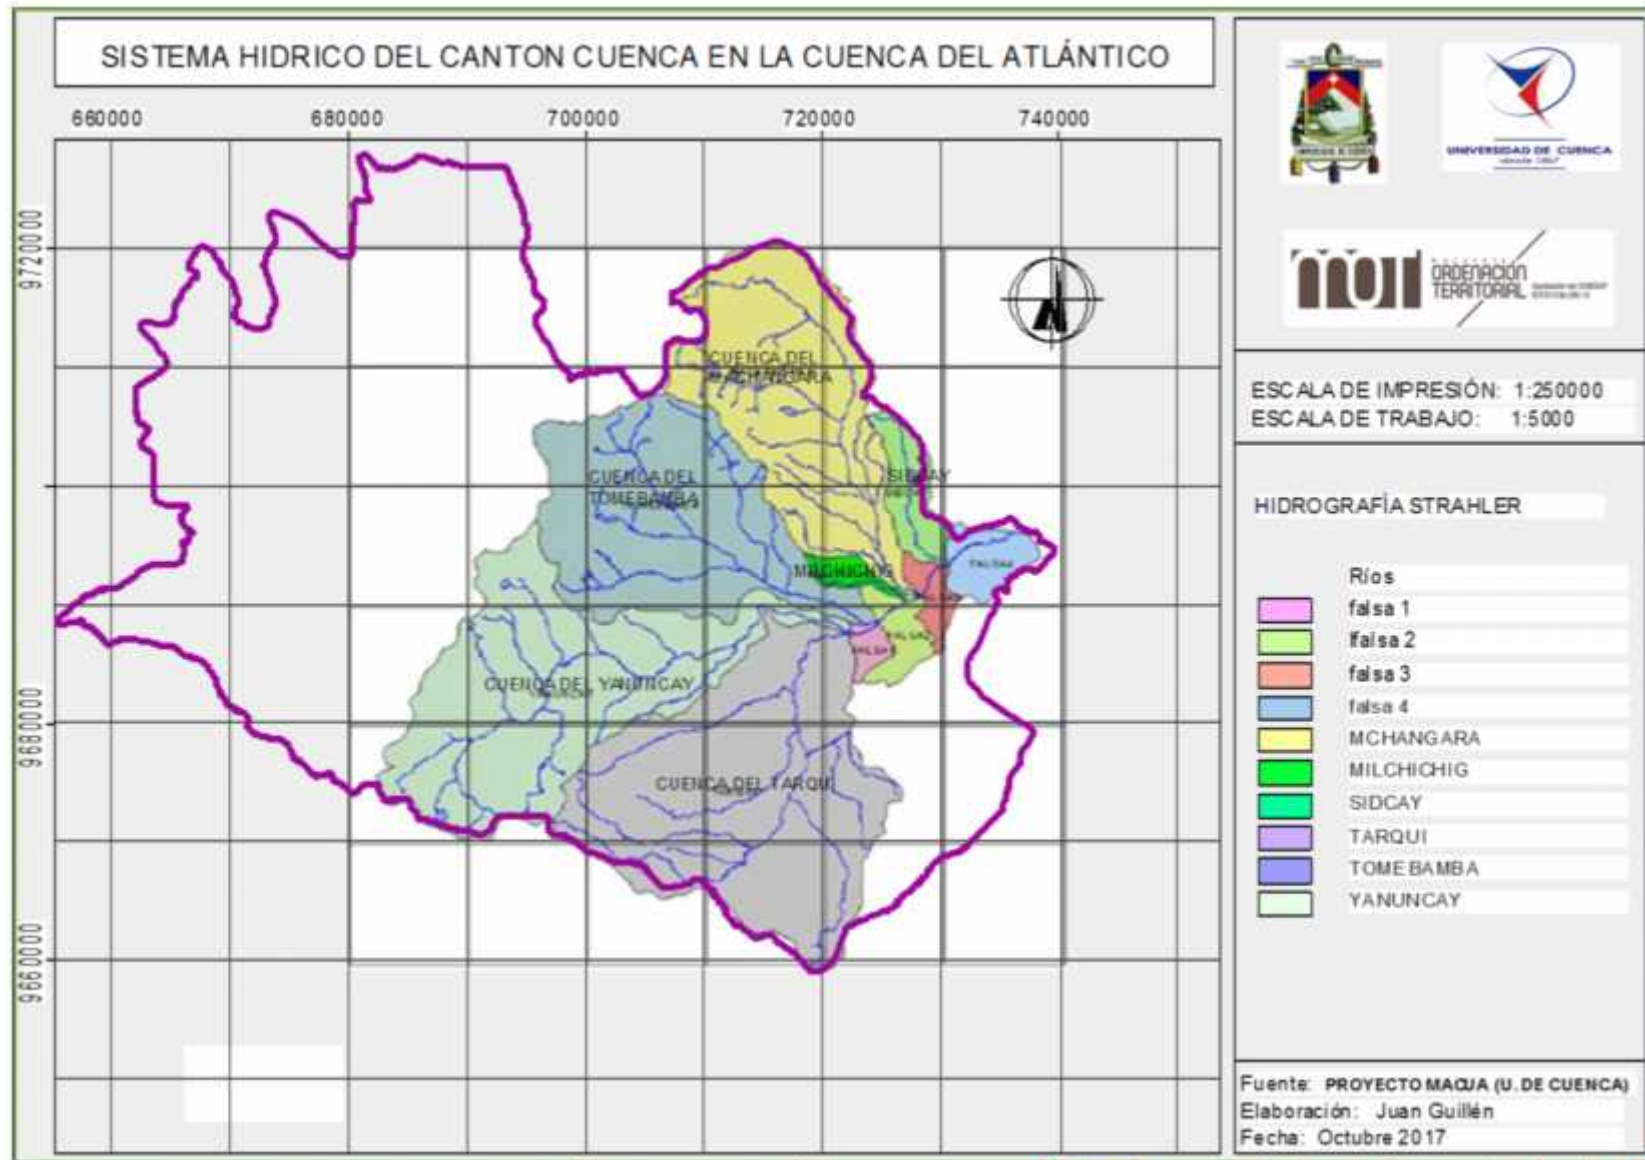 SISTEMA HIDRICO DEL CANTON CUENCA EN LA CUENCA DEL ATLÁNTICO
660000 680000 700000 720000 740000
9720000
9680000
9660000
CUENCA DEL
MACHANGARA
CUENCA DEL
TOMEBAMBA
SIDCAY
MILCHICHIG
FALSA4
FALSA2
CUENCA DEL YANUNCAY
CUENCA DEL TARQUI
UNIVERSIDAD DE CUENCA
ORDENACIÓN
TERRITORIAL
ESCALA DE IMPRESIÓN: 1:250000
ESCALA DE TRABAJO: 1:5000
HIDROGRAFÍA STRAHLER
Ríos
falsa 1
falsa 2
falsa 3
falsa 4
MCHANGARA
MILCHICHIG
SIDCAY
TARQUI
TOMEBAMBA
YANUNCAY
Fuente: PROYECTO MACUA (U. DE CUENCA)
Elaboración: Juan Guillén
Fecha: Octubre 2017